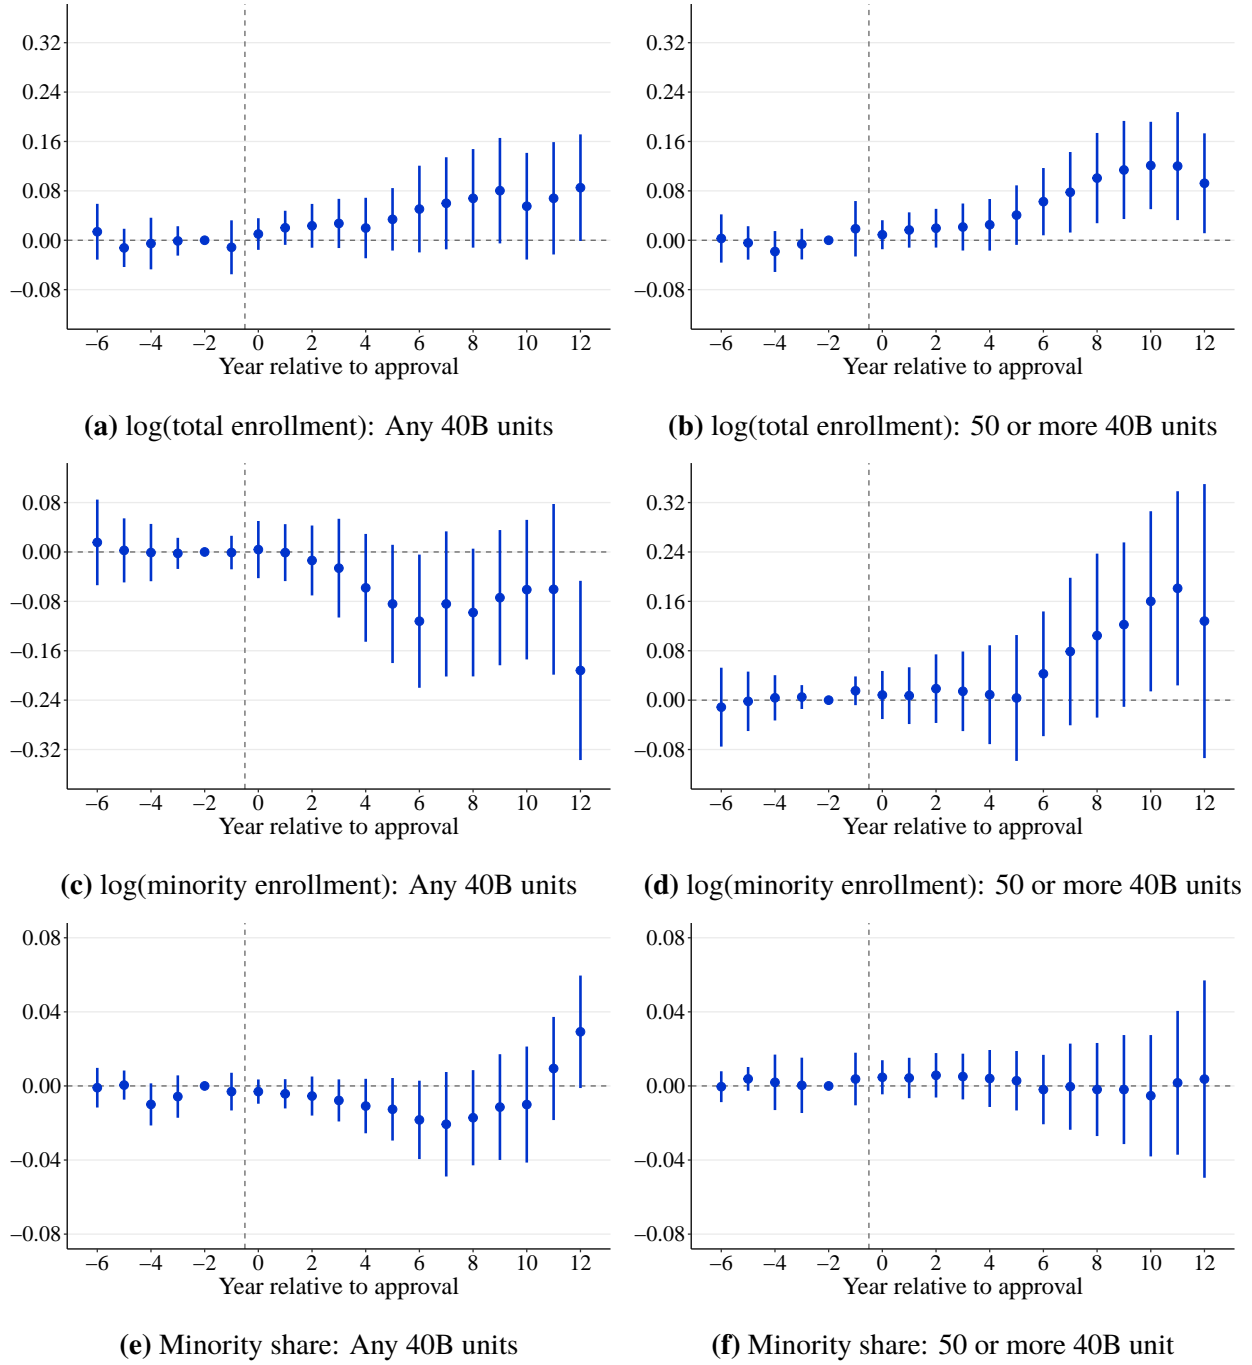 0.32
0.24
0.16
0.08
0.00
−0.08
−6 −4 −2 0 2 4 6 8 10 12
Year relative to approval
(a) log(total enrollment): Any 40B units
0.32
0.24
0.16
0.08
0.00
−0.08
−6 −4 −2 0 2 4 6 8 10 12
Year relative to approval
(b) log(total enrollment): 50 or more 40B units
0.08
0.00
−0.08
−0.16
−0.24
−0.32
−6 −4 −2 0 2 4 6 8 10 12
Year relative to approval
(c) log(minority enrollment): Any 40B units
0.32
0.24
0.16
0.08
0.00
−0.08
−6 −4 −2 0 2 4 6 8 10 12
Year relative to approval
(d) log(minority enrollment): 50 or more 40B units
0.08
0.04
0.00
−0.04
−0.08
−6 −4 −2 0 2 4 6 8 10 12
Year relative to approval
(e) Minority share: Any 40B units
0.08
0.04
0.00
−0.04
−0.08
−6 −4 −2 0 2 4 6 8 10 12
Year relative to approval
(f) Minority share: 50 or more 40B unit